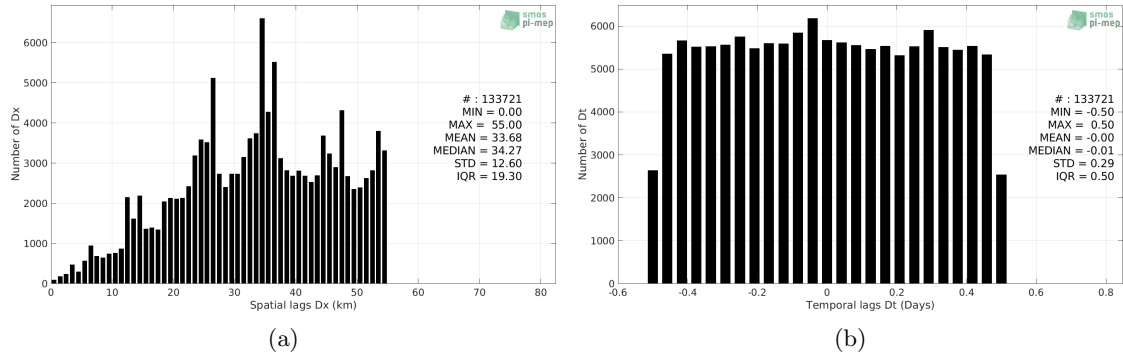 smos
pi-mep
Number of Dx
6000
5000
4000
3000
2000
1000
0
# : 133721
MIN = 0.00
MAX = 55.00
MEAN = 33.68
MEDIAN = 34.27
STD = 12.60
IQR = 19.30
0 10 20 30 40 50 60 70 80
Spatial lags Dx (km)
(a)
smos
pi-mep
Number of Dt
6000
5000
4000
3000
2000
1000
0
# : 133721
MIN = -0.50
MAX = 0.50
MEAN = -0.00
MEDIAN = -0.01
STD = 0.29
IQR = 0.50
-0.6 -0.4 -0.2 0 0.2 0.4 0.6 0.8
Temporal lags Dt (Days)
(b)